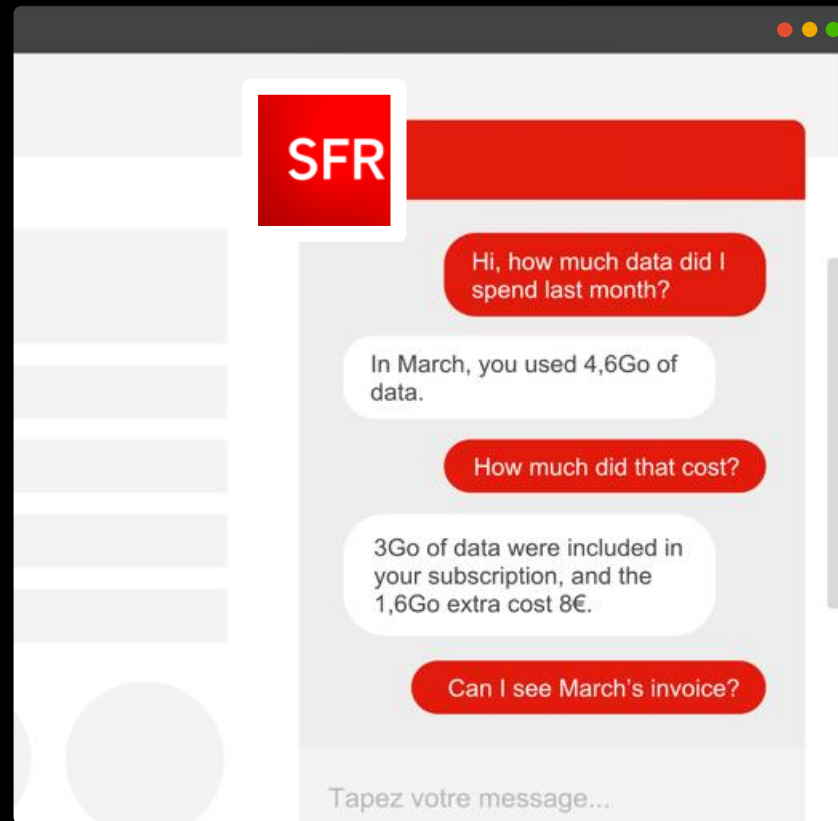 SFR
Hi, how much data did I
spend last month?
In March, you used 4,6Go of
data.
How much did that cost?
3Go of data were included in
your subscription, and the
1,6Go extra cost 8€.
Can I see March’s invoice?
Tapez votre message...